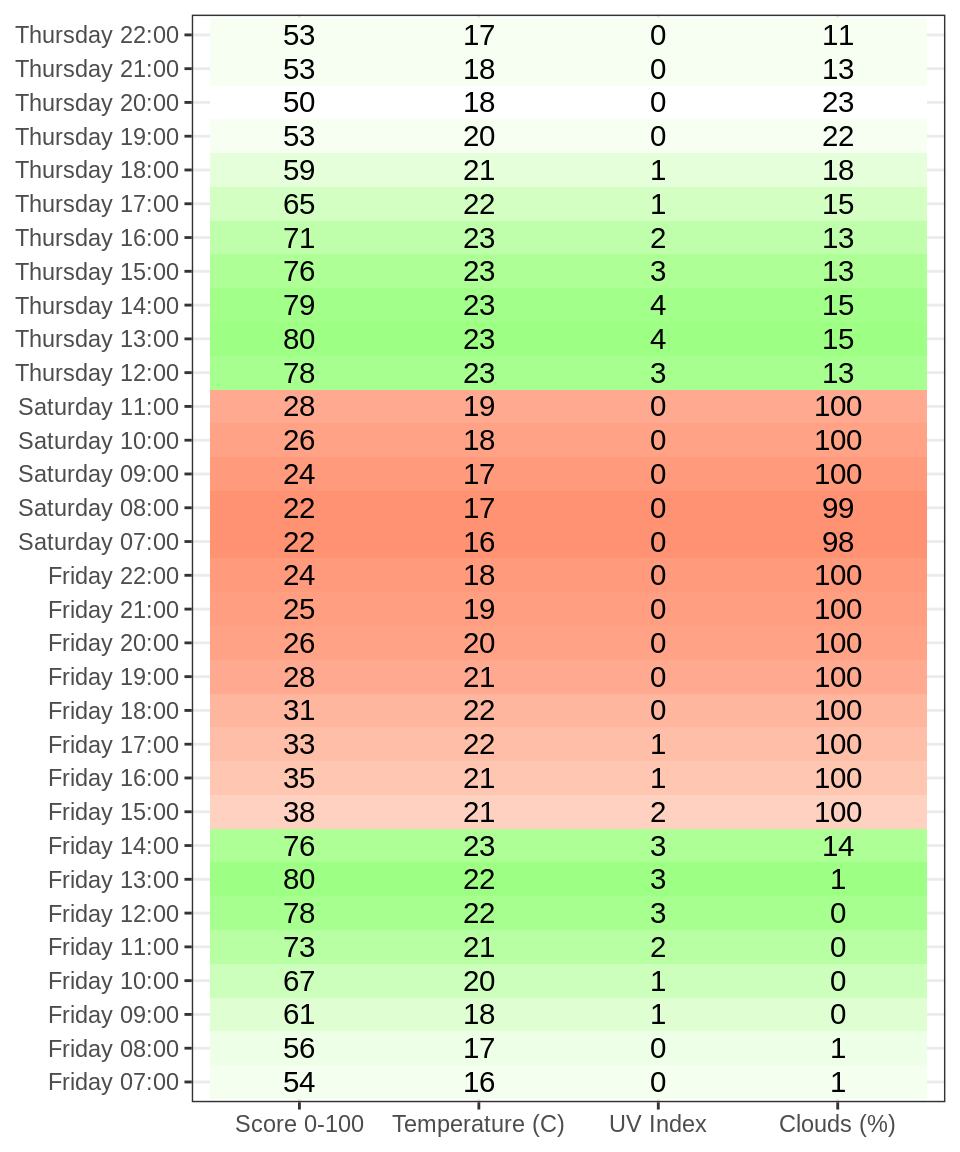 Thursday 22:00 53 17 0 11
Thursday 21:00 53 18 0 13
Thursday 20:00 50 18 0 23
Thursday 19:00 53 20 0 22
Thursday 18:00 59 21 1 18
Thursday 17:00 65 22 1 15
Thursday 16:00 71 23 2 13
Thursday 15:00 76 23 3 13
Thursday 14:00 79 23 4 15
Thursday 13:00 80 23 4 15
Thursday 12:00 78 23 3 13
Saturday 11:00 28 19 0 100
Saturday 10:00 26 18 0 100
Saturday 09:00 24 17 0 100
Saturday 08:00 22 17 0 99
Saturday 07:00 22 16 0 98
Friday 22:00 24 18 0 100
Friday 21:00 25 19 0 100
Friday 20:00 26 20 0 100
Friday 19:00 28 21 0 100
Friday 18:00 31 22 0 100
Friday 17:00 33 22 1 100
Friday 16:00 35 21 1 100
Friday 15:00 38 21 2 100
Friday 14:00 76 23 3 14
Friday 13:00 80 22 3 1
Friday 12:00 78 22 3 0
Friday 11:00 73 21 2 0
Friday 10:00 67 20 1 0
Friday 09:00 61 18 1 0
Friday 08:00 56 17 0 1
Friday 07:00 54 16 0 1
Score 0-100 Temperature (C) UV Index Clouds (%)